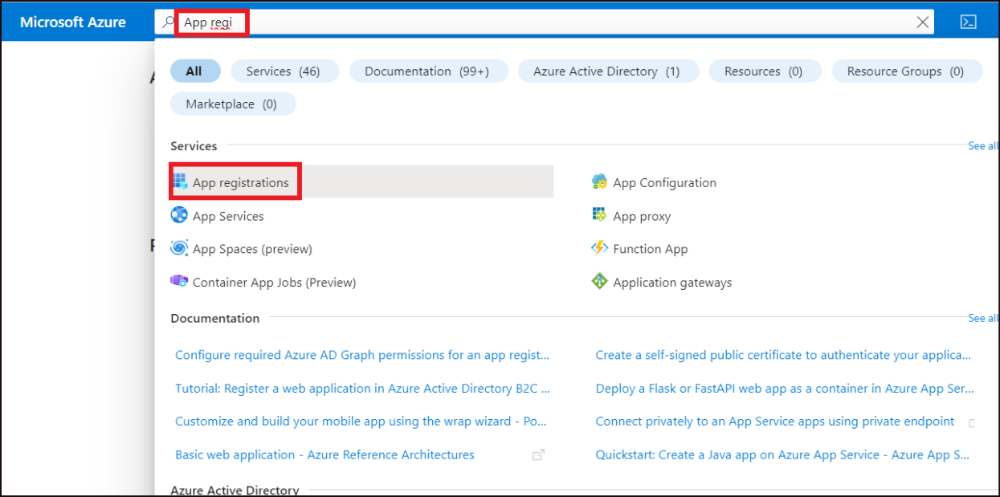 Microsoft Azure
App regi
All
Services (46)
Documentation (99+)
Azure Active Directory (1)
Resources (0)
Resource Groups (0)
Marketplace (0)
Services
See all
App registrations
App Configuration
App Services
App proxy
App Spaces (preview)
Function App
Container App Jobs (Preview)
Application gateways
Documentation
See all
Configure required Azure AD Graph permissions for an app regist...
Create a self-signed public certificate to authenticate your applica...
Tutorial: Register a web application in Azure Active Directory B2C ...
Deploy a Flask or FastAPI web app as a container in Azure App Ser...
Customize and build your mobile app using the wrap wizard - Po...
Connect privately to an App Service apps using private endpoint
Basic web application - Azure Reference Architectures
Quickstart: Create a Java app on Azure App Service - Azure App S...
Azure Active Directory